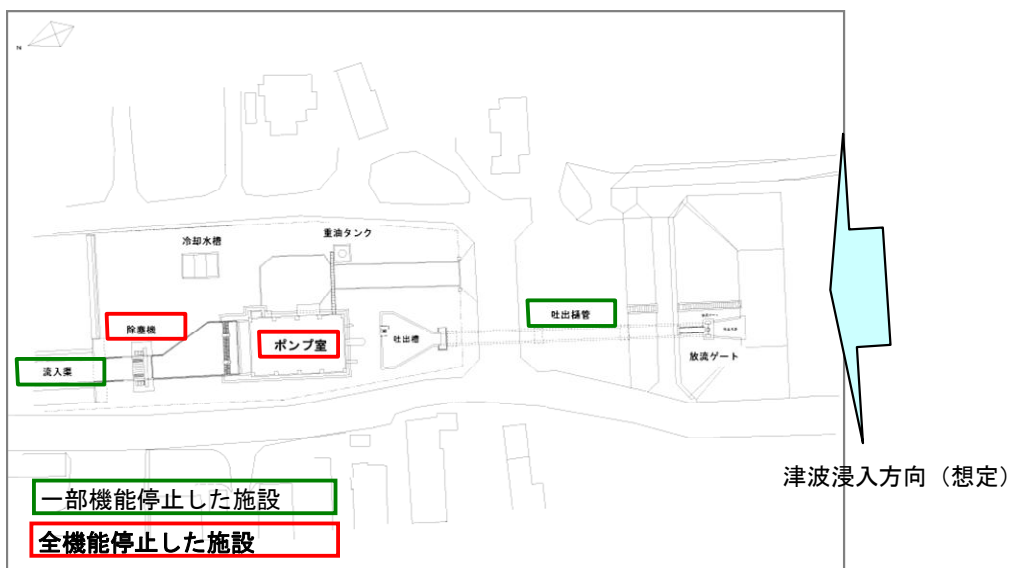 N
重油タンク
冷却水槽
除塵機
吐出樋管
ポンプ室
吐出槽
放流ゲート
流入渠
津波浸入方向（想定）
一部機能停止した施設
全機能停止した施設